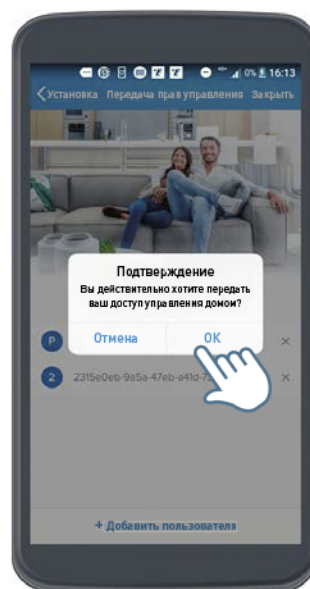 0% 16:13
Установка Передача прав управления Закрыть
Подтверждение
Вы действительно хотите передать
ваш доступ управления домом?
Отмена OK
P ×
2 2315e0eb-9a5a-47eb-a41d-7 ×
+ Добавить пользователя